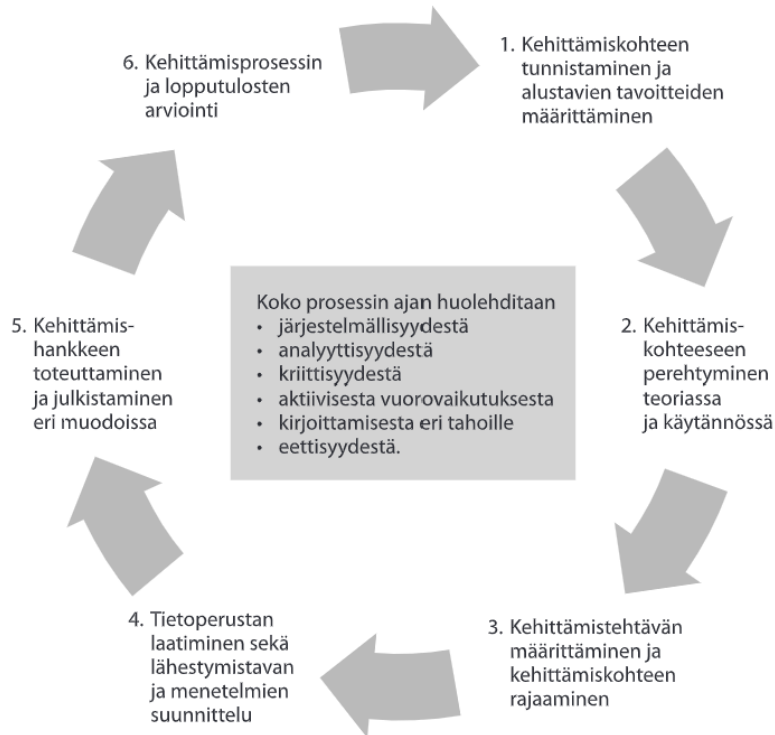 1. Kehittämiskohteen
tunnistaminen ja
alustavien tavoitteiden
määrittäminen
2. Kehittämis-
kohteeseen
perehtyminen
teoriassa
ja käytännössä
3. Kehittämistehtävän
määrittäminen ja
kehittämiskohteen
rajaaminen
4. Tietoperustan
laatiminen sekä
lähestymistavan
ja menetelmien
suunnittelu
5. Kehittämis-
hankkeen
toteuttaminen
ja julkistaminen
eri muodoissa
6. Kehittämisprosessin
ja lopputulosten
arviointi
Koko prosessin ajan huolehditaan
• järjestelmällisyydestä
• analyyttisyydestä
• kriittisyydestä
• aktiivisesta vuorovaikutuksesta
• kirjoittamisesta eri tahoille
• eettisyydestä.